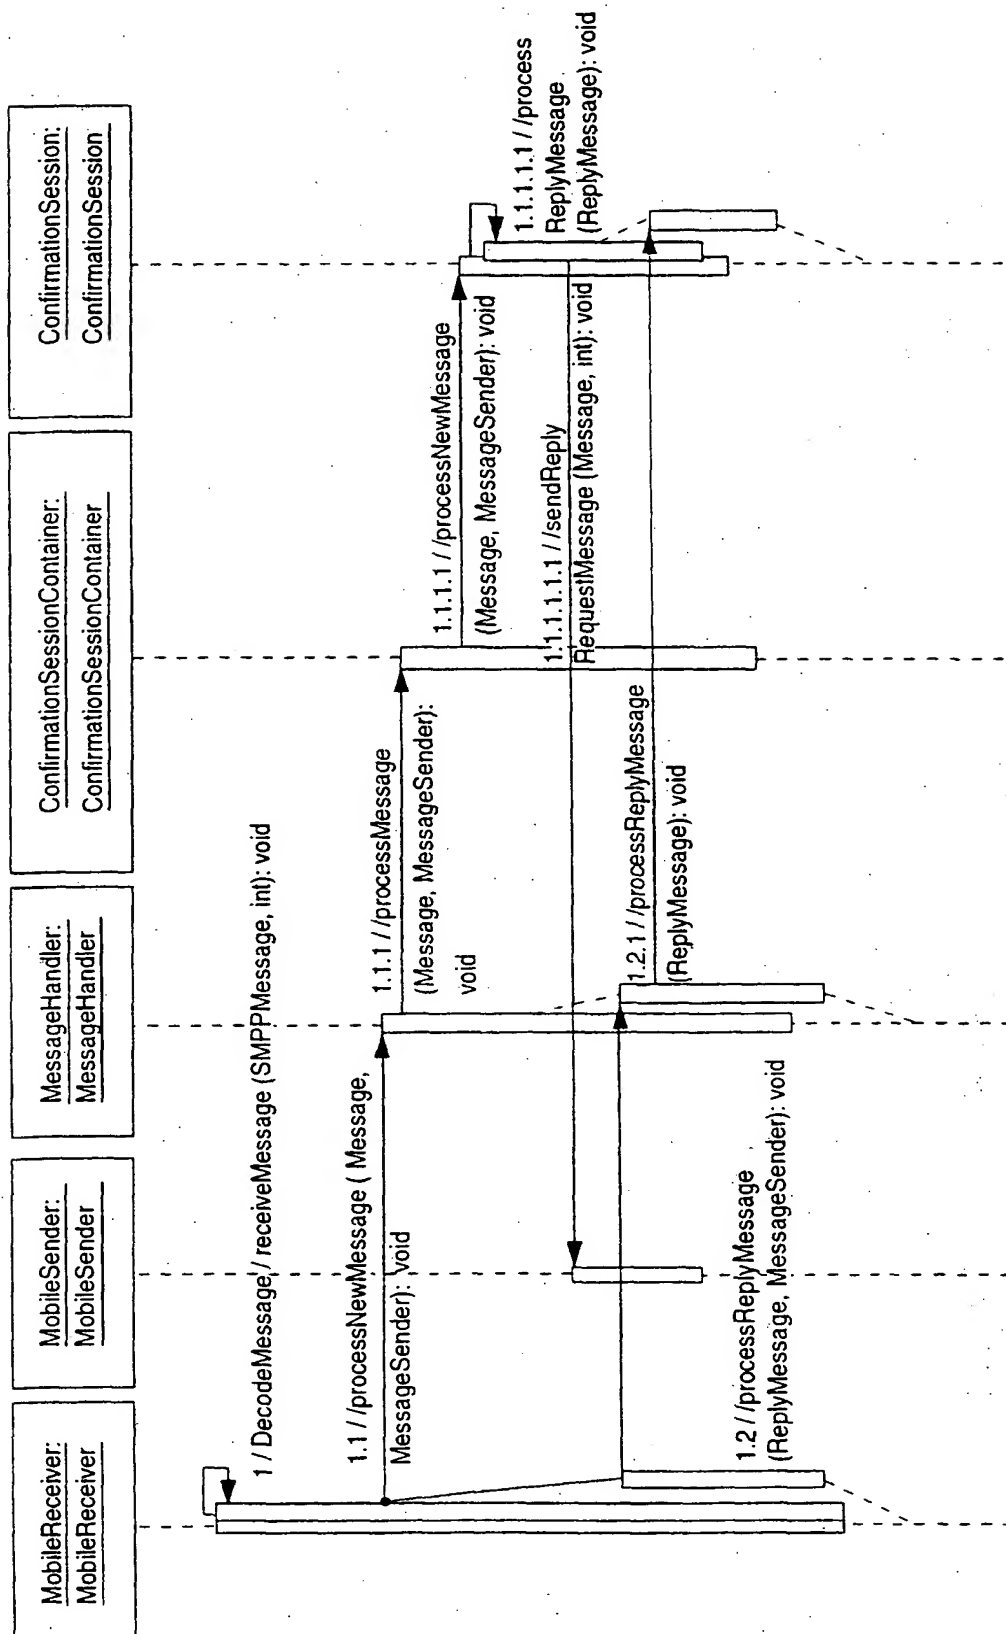 MobileReceiver:
MobileReceiver
MobileSender:
MobileSender
MessageHandler:
MessageHandler
ConfirmationSessionContainer:
ConfirmationSessionContainer
ConfirmationSession:
ConfirmationSession
1 / DecodeMessage / receiveMessage (SMPPMessage, int): void
1.1 / /processNewMessage ( Message,
MessageSender): void
1.1.1 / /processMessage
(Message, MessageSender):
void
1.1.1.1 / /processNewMessage
(Message, MessageSender): void
1.1.1.1.1 / /process
ReplyMessage
(ReplyMessage): void
1.1.1.1.1.1 / /sendReply
RequestMessage (Message, int): void
1.2.1 / /processReplyMessage
(ReplyMessage): void
1.2 / /processReplyMessage
(ReplyMessage, MessageSender): void